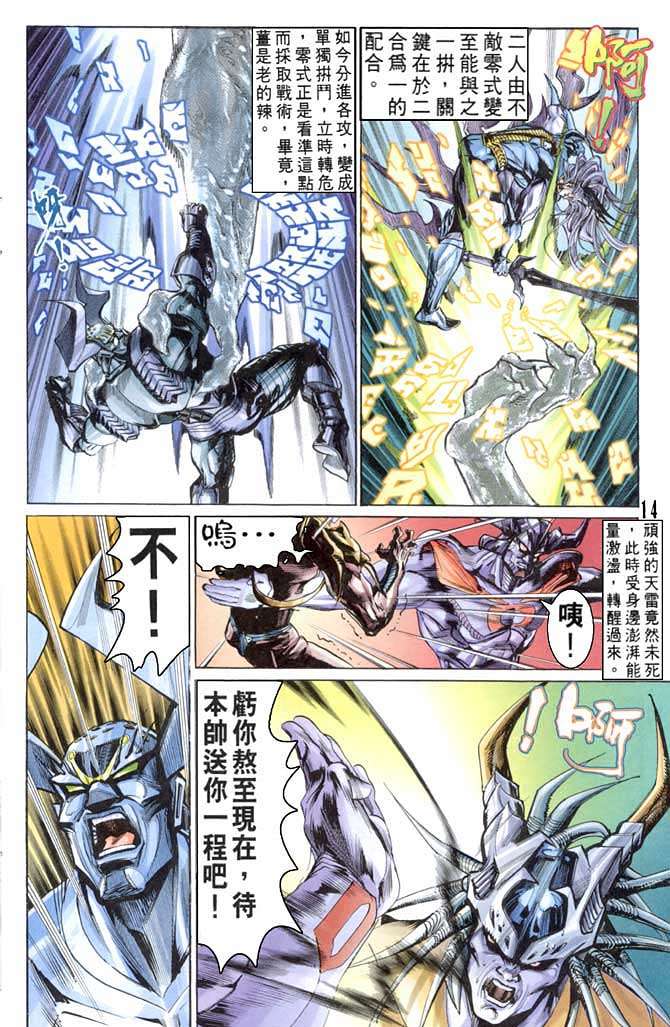 啊！
二人由不
敵零式變
至能與之
一拚，關
鍵在於二
合爲一的
配合。
如今分進各攻，變成
單獨拚鬥，立時轉危
，零式正是看準這點
而採取戰術，畢竟，
薑是老的辣。
呀
14
頑強的天雷竟然未死
，此時受身邊澎湃能
量激盪，轉醒過來。
咦！
嗚…
不！
啊！
虧你熬至現在，待
本帥送你一程吧！